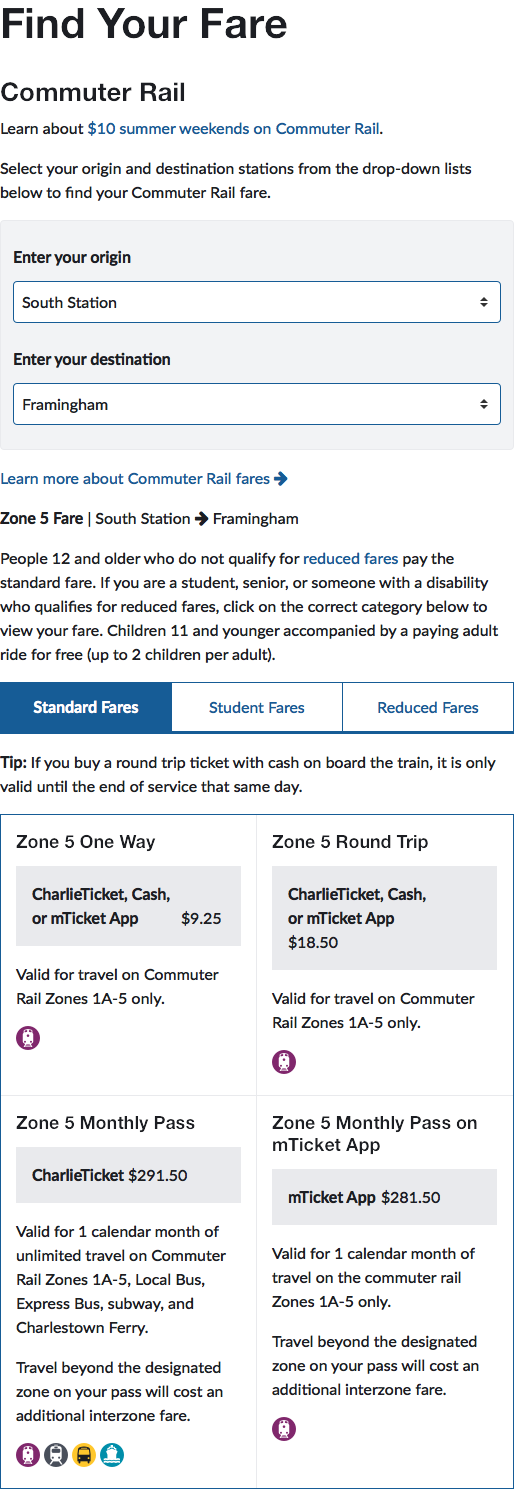 Find Your Fare
Commuter Rail
Learn about $10 summer weekends on Commuter Rail.
Select your origin and destination stations from the drop-down lists
below to find your Commuter Rail fare.
Enter your origin
South Station
Enter your destination
Framingham
Learn more about Commuter Rail fares
Zone 5 Fare | South Station → Framingham
People 12 and older who do not qualify for reduced fares pay the
standard fare. If you are a student, senior, or someone with a disability
who qualifies for reduced fares, click on the correct category below to
view your fare. Children 11 and younger accompanied by a paying adult
ride for free (up to 2 children per adult).
Standard Fares
Student Fares
Reduced Fares
Tip: If you buy a round trip ticket with cash on board the train, it is only
valid until the end of service that same day.
Zone 5 One Way
CharlieTicket, Cash,
or mTicket App $9.25
Valid for travel on Commuter
Rail Zones 1A-5 only.
Zone 5 Round Trip
CharlieTicket, Cash,
or mTicket App
$18.50
Valid for travel on Commuter
Rail Zones 1A-5 only.
Zone 5 Monthly Pass
CharlieTicket $291.50
Valid for 1 calendar month of
unlimited travel on Commuter
Rail Zones 1A-5, Local Bus,
Express Bus, subway, and
Charlestown Ferry.
Travel beyond the designated
zone on your pass will cost an
additional interzone fare.
Zone 5 Monthly Pass on
mTicket App
mTicket App $281.50
Valid for 1 calendar month of
travel on the commuter rail
Zones 1A-5 only.
Travel beyond the designated
zone on your pass will cost an
additional interzone fare.